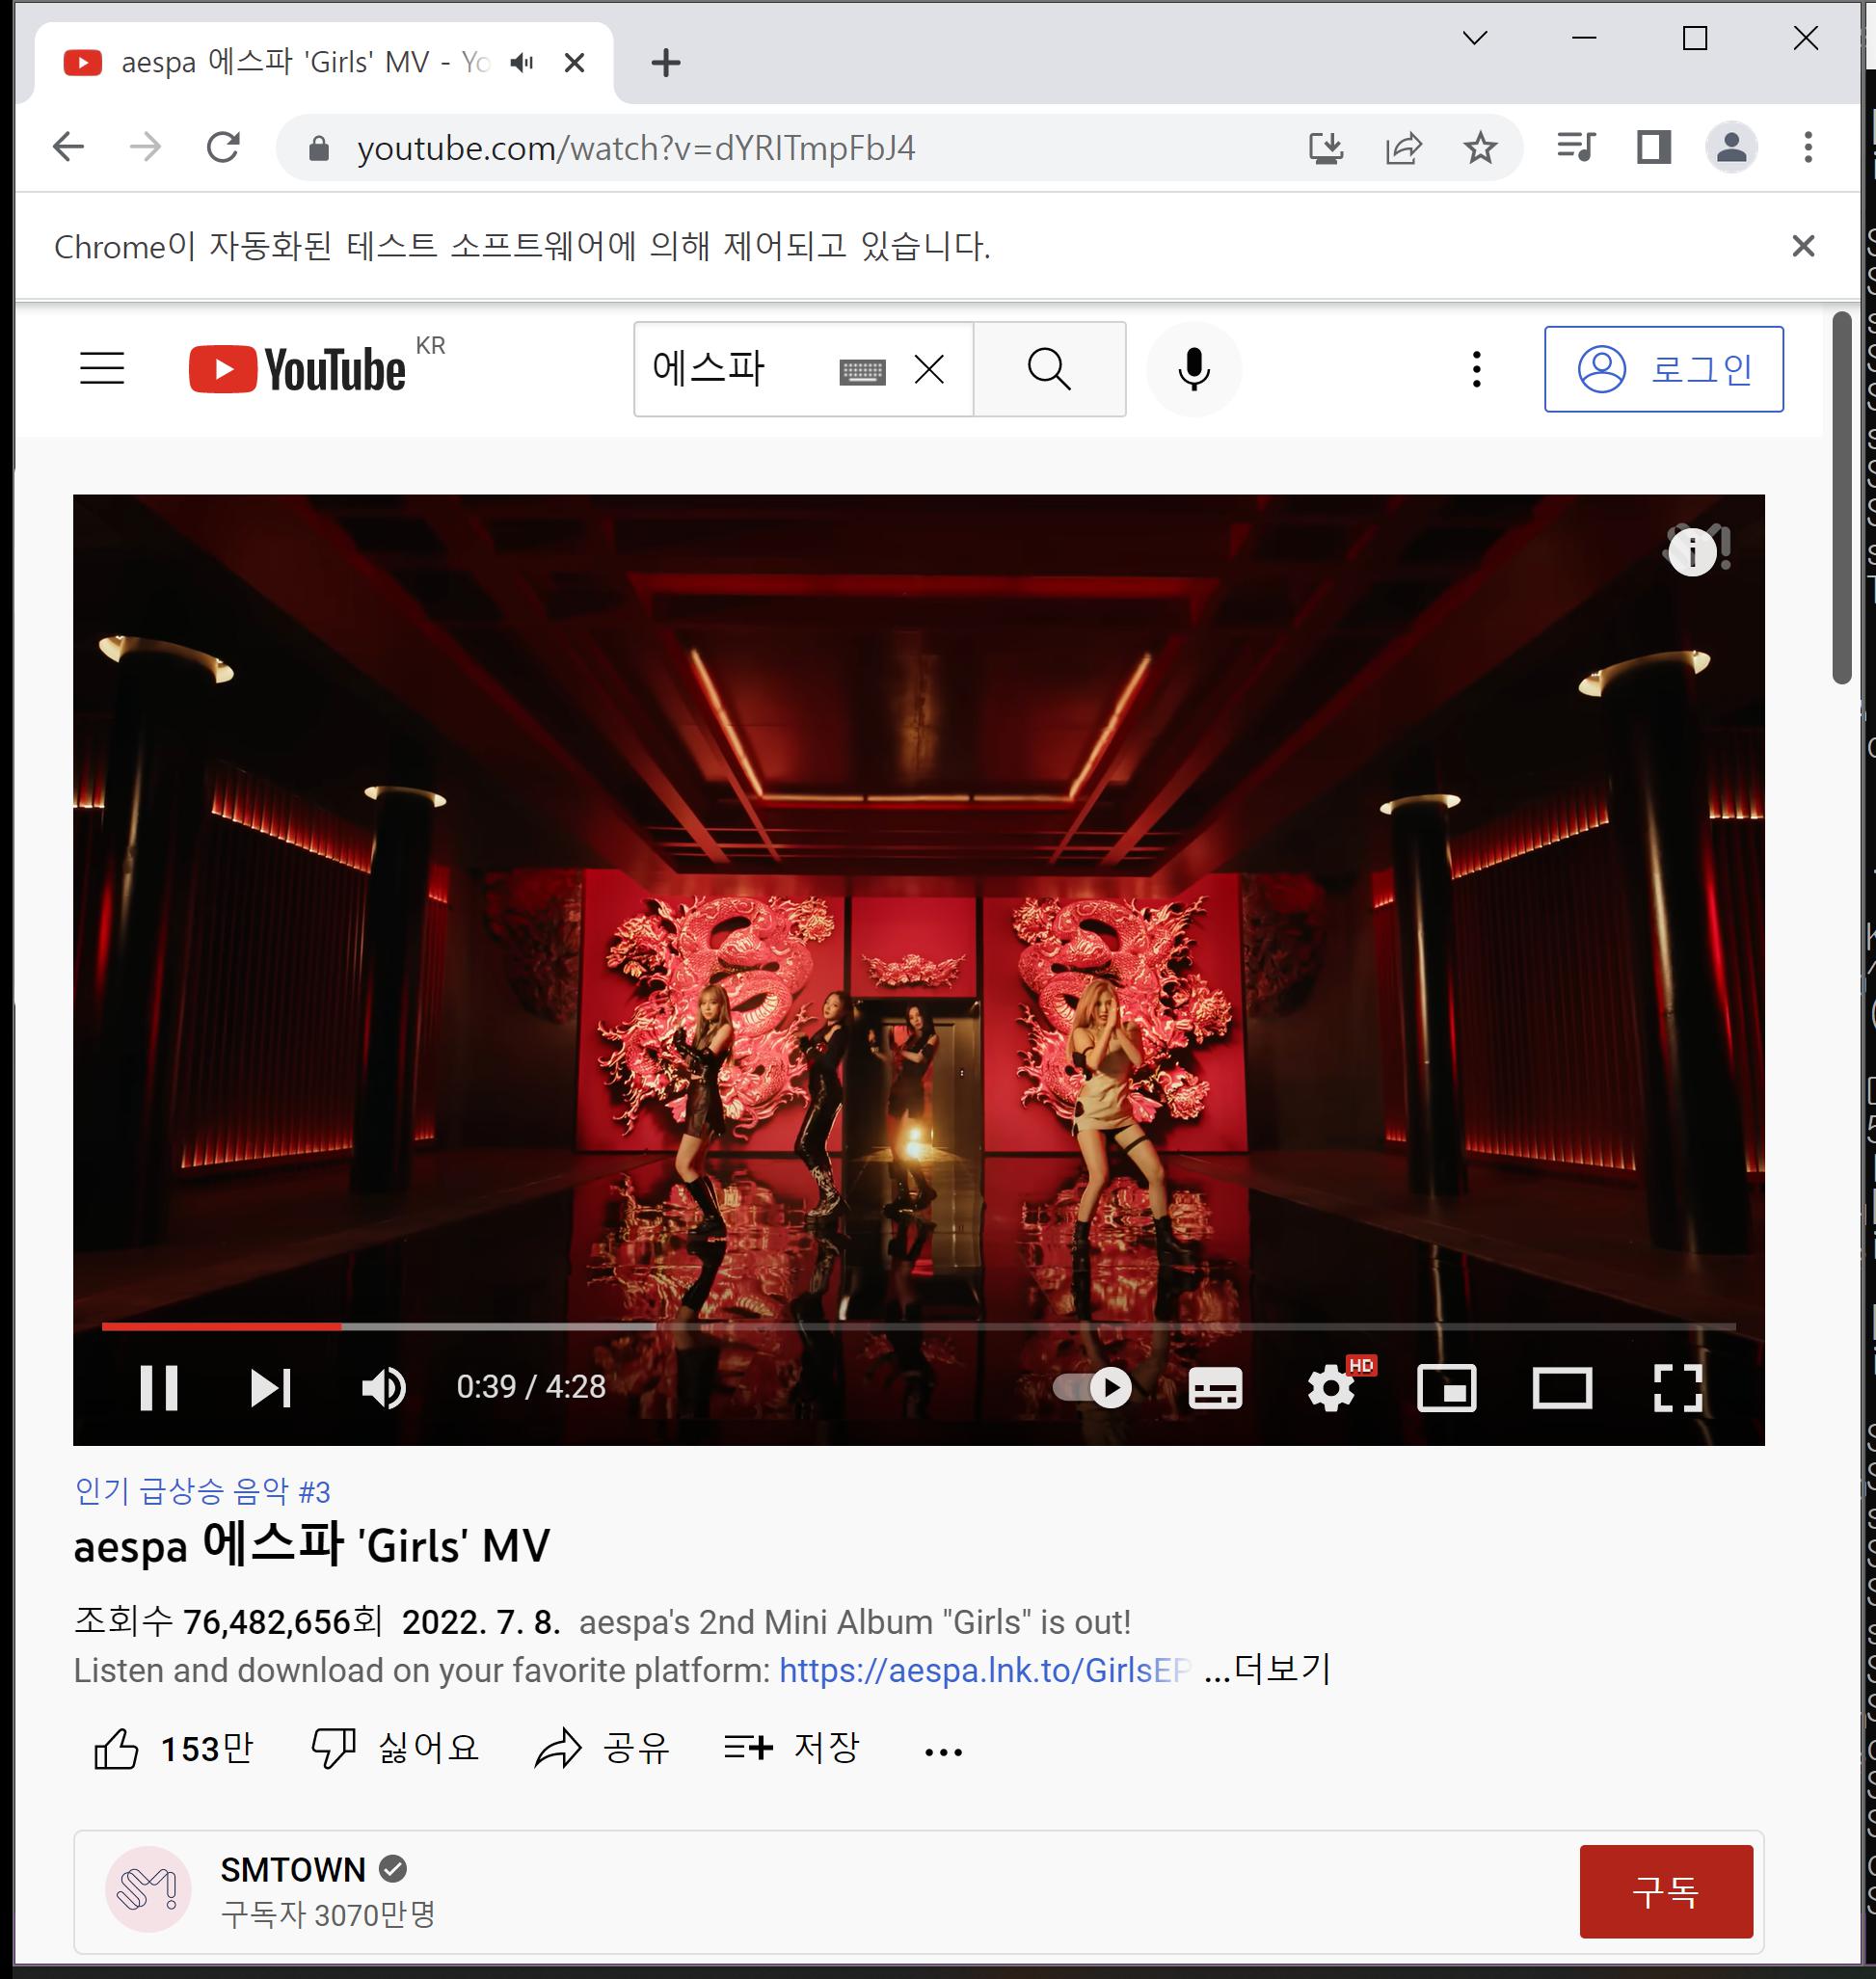 aespa 에스파 'Girls' MV - Yo
youtube.com/watch?v=dYRITmpFbJ4
Chrome이 자동화된 테스트 소프트웨어에 의해 제어되고 있습니다.
YouTube KR
에스파
로그인
0:39 / 4:28
HD
인기 급상승 음악 #3
aespa 에스파 'Girls' MV
조회수 76,482,656회 2022. 7. 8. aespa's 2nd Mini Album "Girls" is out!
Listen and download on your favorite platform: https://aespa.lnk.to/GirlsEP ...더보기
153만 싫어요 공유 저장
SMTOWN
구독자 3070만명
구독